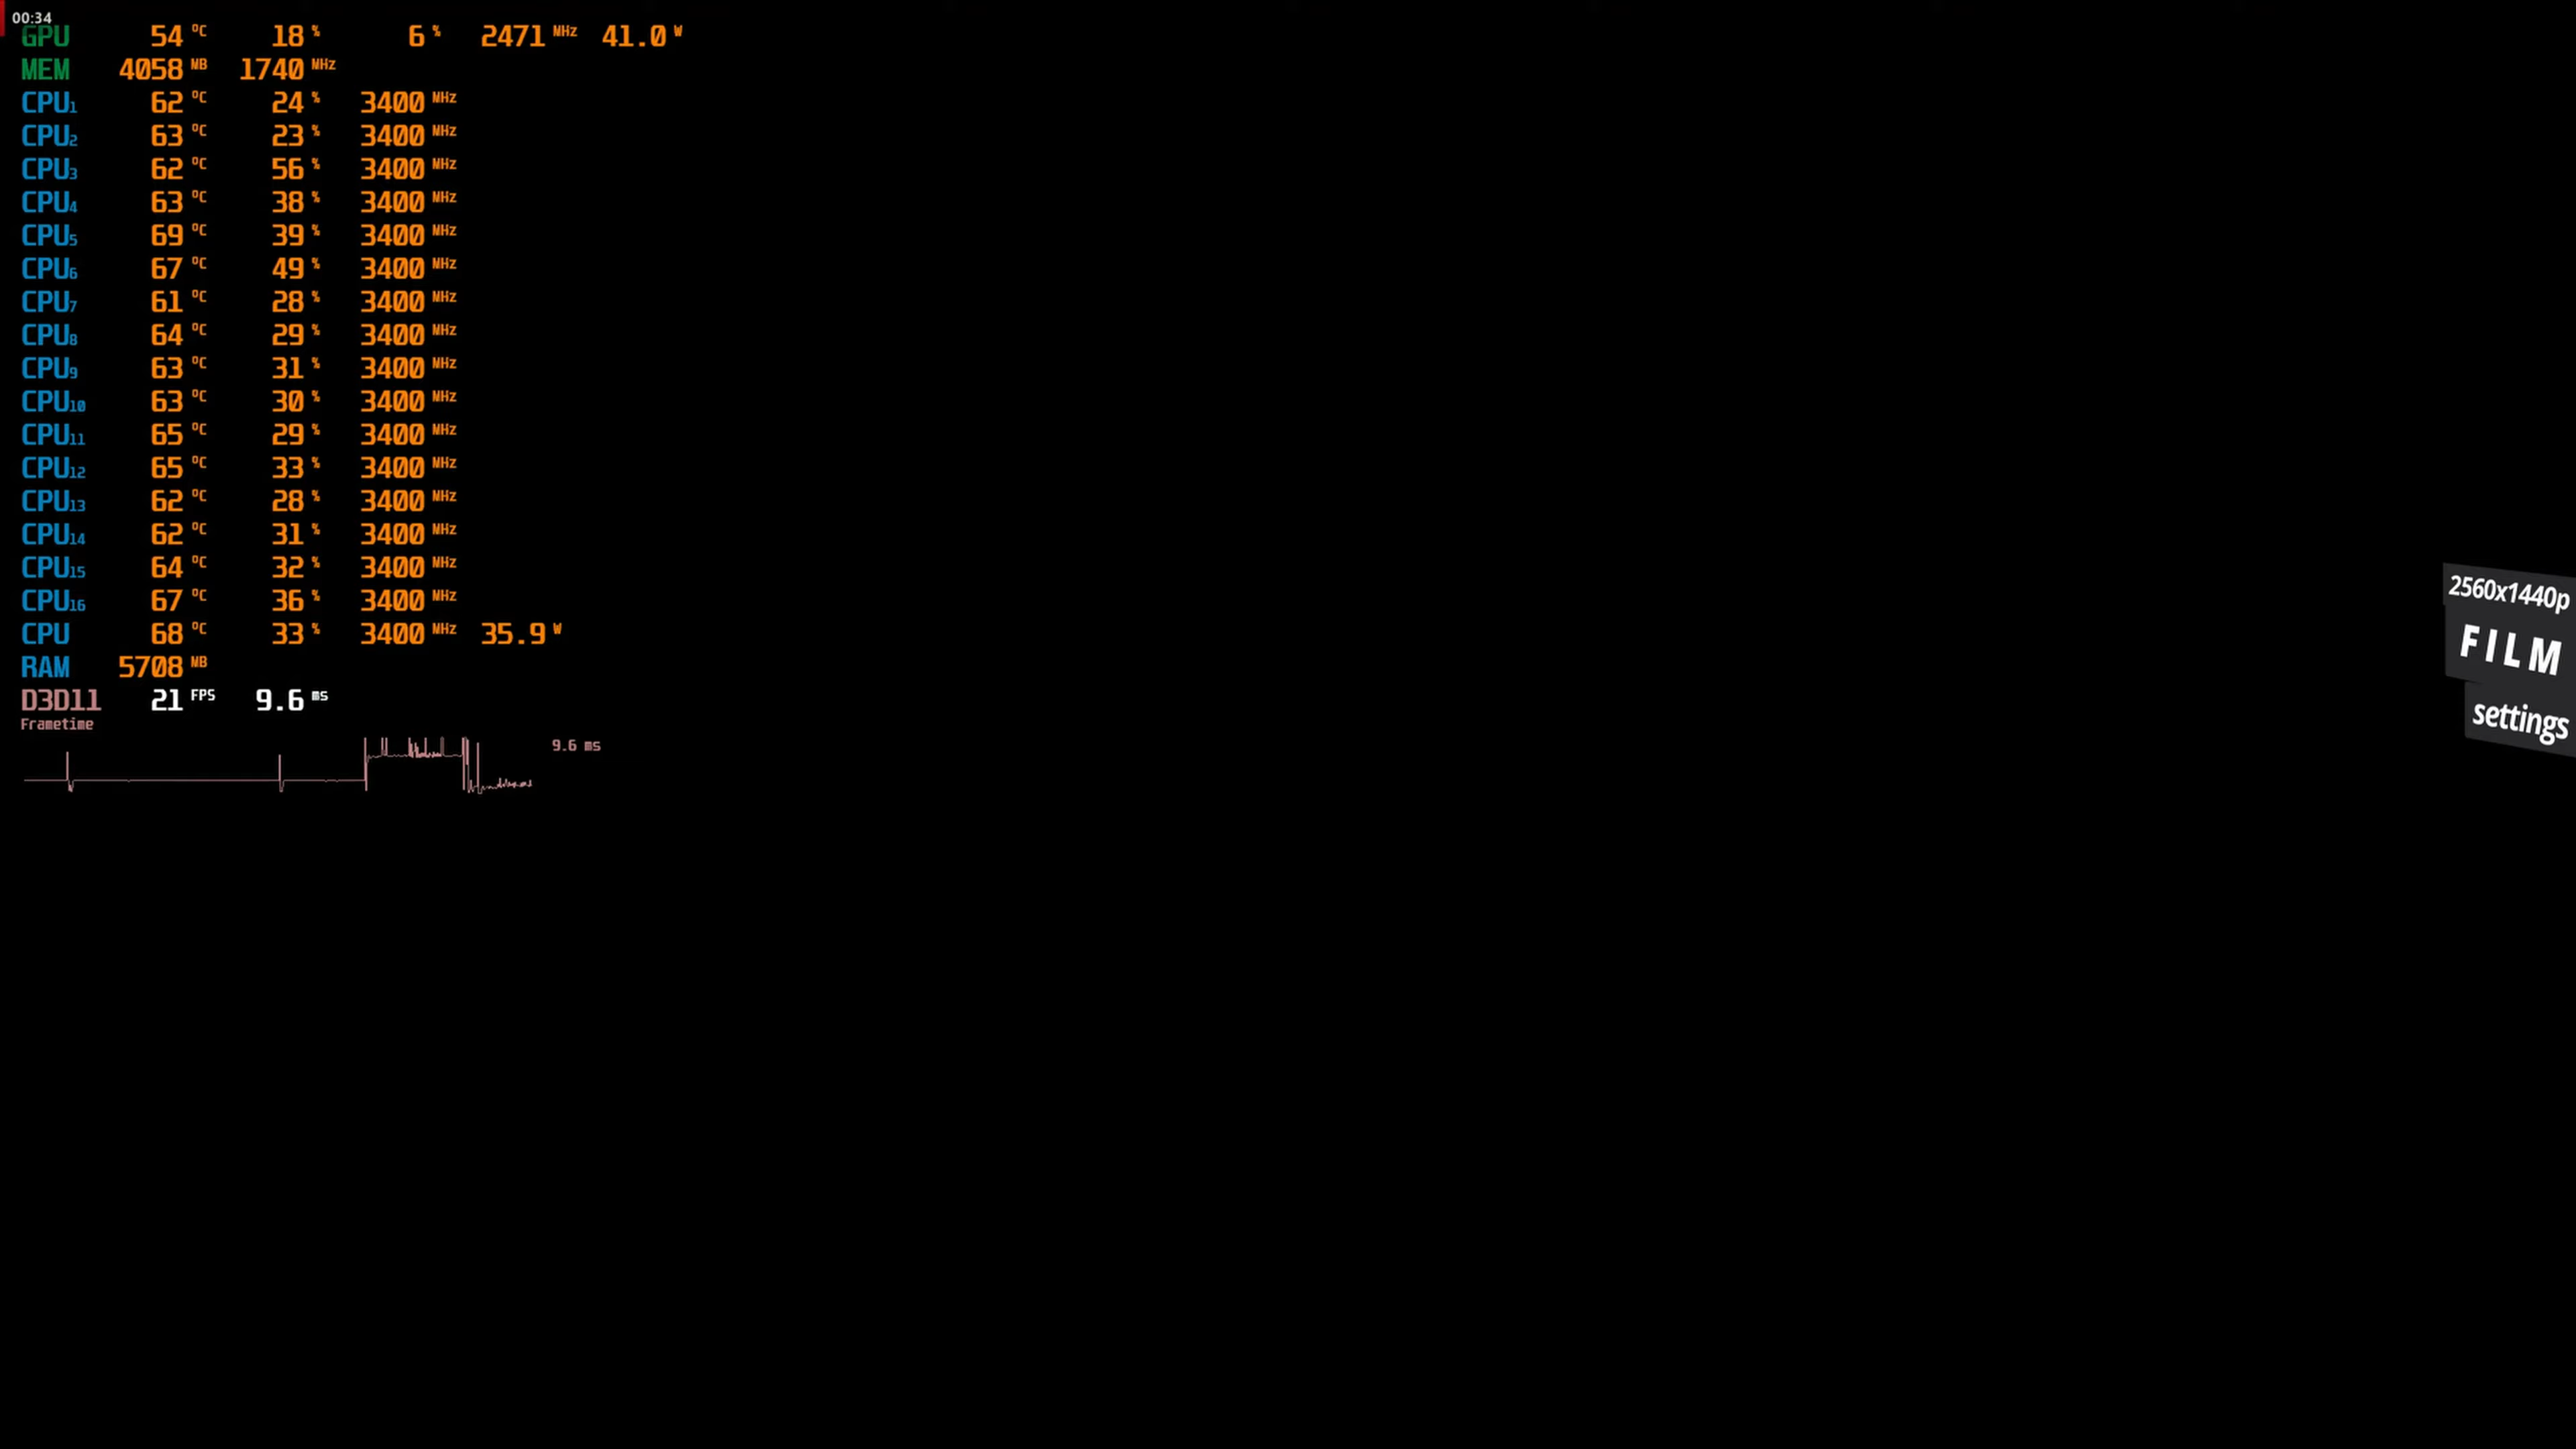 00:34
GPU 54 °C 18 % 6 % 2471 MHz 41.0 W
MEM 4058 MB 1740 MHz
CPU1 62 °C 24 % 3400 MHz
CPU2 63 °C 23 % 3400 MHz
CPU3 62 °C 56 % 3400 MHz
CPU4 63 °C 38 % 3400 MHz
CPU5 69 °C 39 % 3400 MHz
CPU6 67 °C 49 % 3400 MHz
CPU7 61 °C 28 % 3400 MHz
CPU8 64 °C 29 % 3400 MHz
CPU9 63 °C 31 % 3400 MHz
CPU10 63 °C 30 % 3400 MHz
CPU11 65 °C 29 % 3400 MHz
CPU12 65 °C 33 % 3400 MHz
CPU13 62 °C 28 % 3400 MHz
CPU14 62 °C 31 % 3400 MHz
CPU15 64 °C 32 % 3400 MHz
CPU16 67 °C 36 % 3400 MHz
CPU 68 °C 33 % 3400 MHz 35.9 W
RAM 5708 MB
D3D11 21 FPS 9.6 ms
Frametime
9.6 ms
2560x1440p
FILM
settings